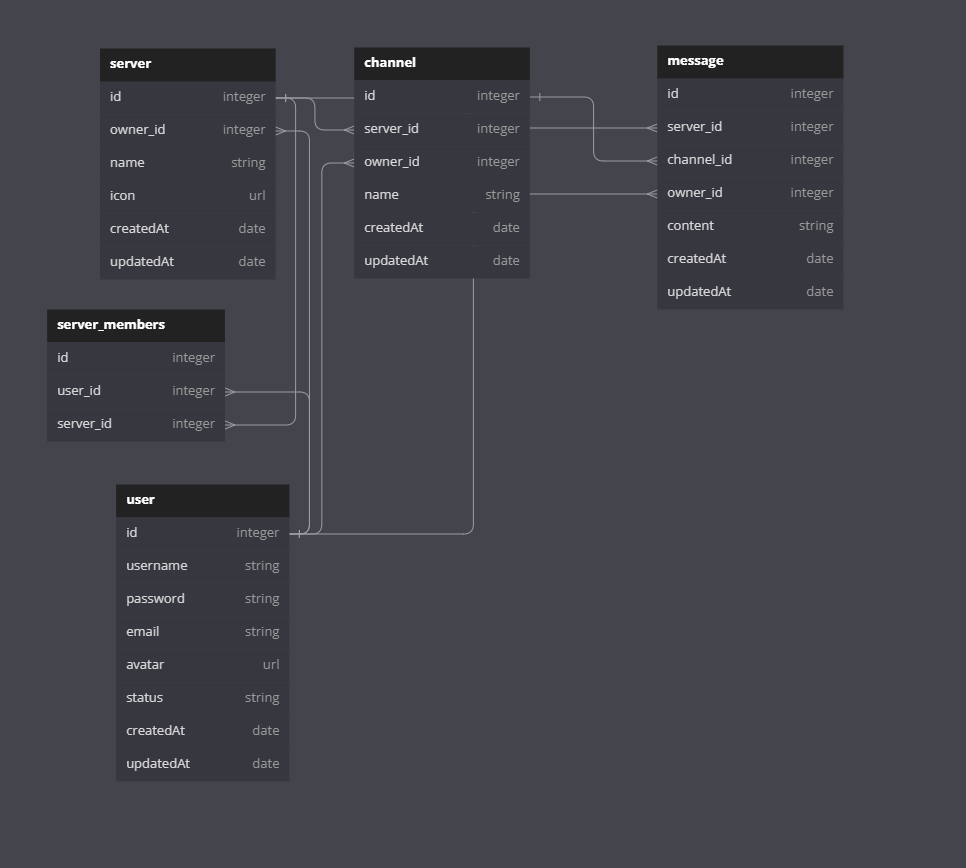 server
id integer
owner_id integer
name string
icon url
createdAt date
updatedAt date
channel
id integer
server_id integer
owner_id integer
name string
createdAt date
updatedAt date
message
id integer
server_id integer
channel_id integer
owner_id integer
content string
createdAt date
updatedAt date
server_members
id integer
user_id integer
server_id integer
user
id integer
username string
password string
email string
avatar url
status string
createdAt date
updatedAt date